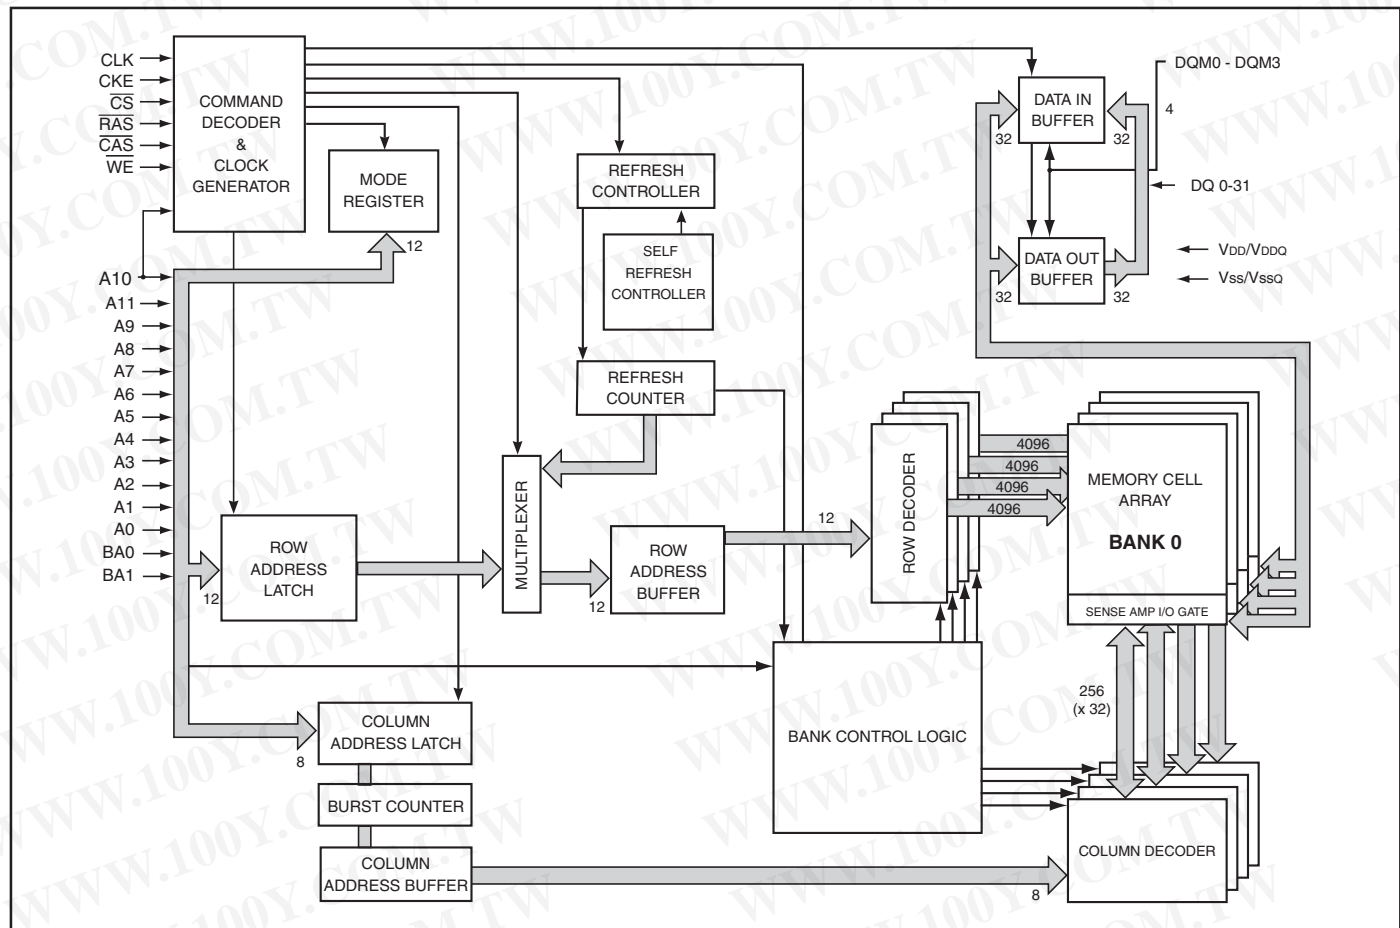 CLK
CKE
CS
RAS
CAS
WE
A10
A11
A9
A8
A7
A6
A5
A4
A3
A2
A1
A0
BA0
BA1
COMMAND
DECODER
&
CLOCK
GENERATOR
MODE
REGISTER
12
REFRESH
CONTROLLER
SELF
REFRESH
CONTROLLER
REFRESH
COUNTER
DATA IN
BUFFER
32
32
DQM0 - DQM3
4
DQ 0-31
DATA OUT
BUFFER
32
32
VDD/VDDQ
VSS/VSSQ
ROW
ADDRESS
LATCH
12
MULTIPLEXER
12
ROW
ADDRESS
BUFFER
12
ROW DECODER
4096
4096
4096
4096
MEMORY CELL
ARRAY
BANK 0
SENSE AMP I/O GATE
256
(x 32)
BANK CONTROL LOGIC
COLUMN
ADDRESS LATCH
8
BURST COUNTER
COLUMN
ADDRESS BUFFER
8
COLUMN DECODER
WWW.100Y.COM.TW